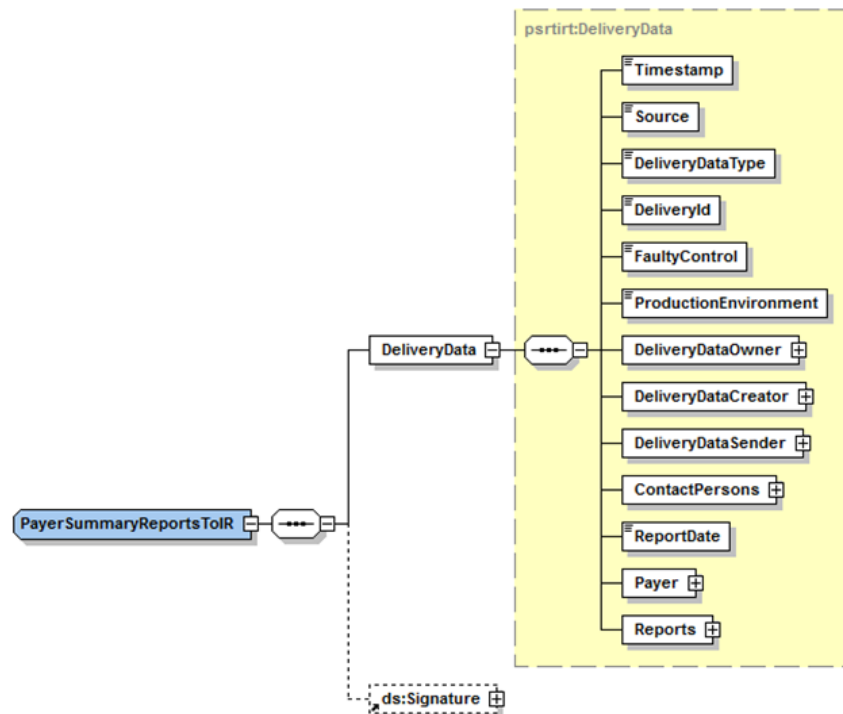 psrtirt:DeliveryData
Timestamp
Source
DeliveryDataType
DeliveryId
FaultyControl
ProductionEnvironment
DeliveryData
DeliveryDataOwner
DeliveryDataCreator
DeliveryDataSender
ContactPersons
PayerSummaryReportsToIR
ReportDate
Payer
Reports
ds:Signature